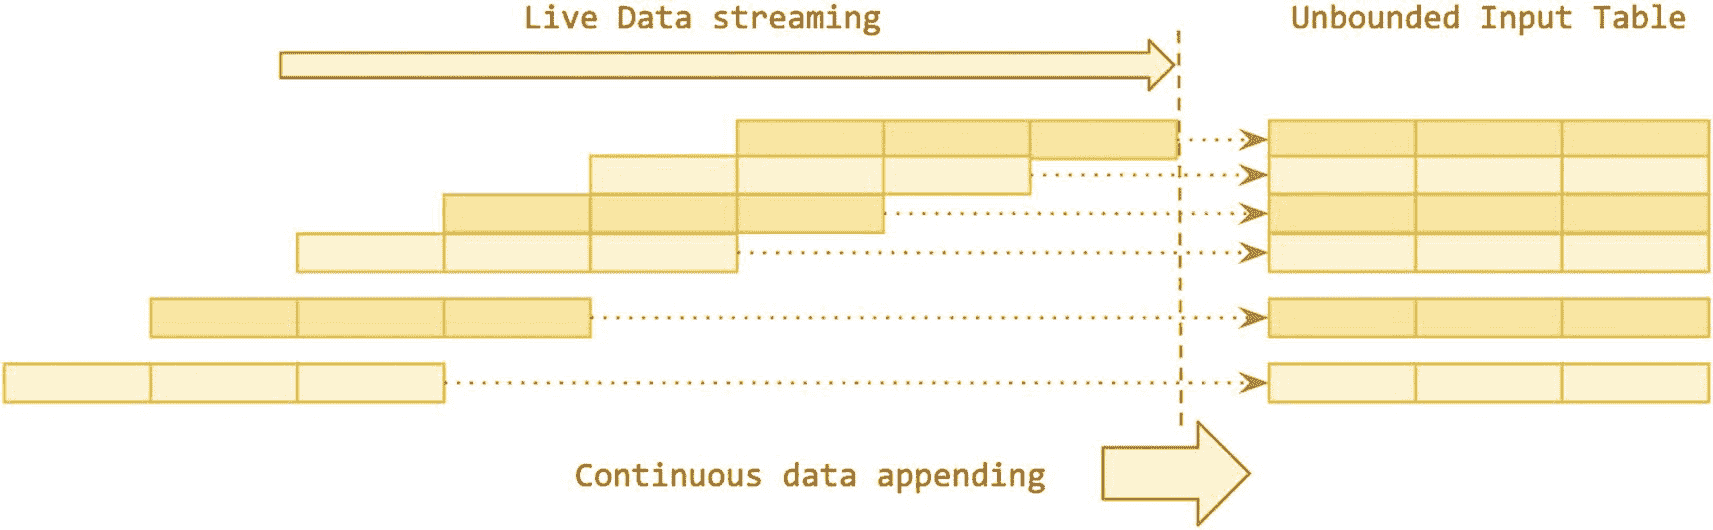 Live Data streaming
Unbounded Input Table
Continuous data appending